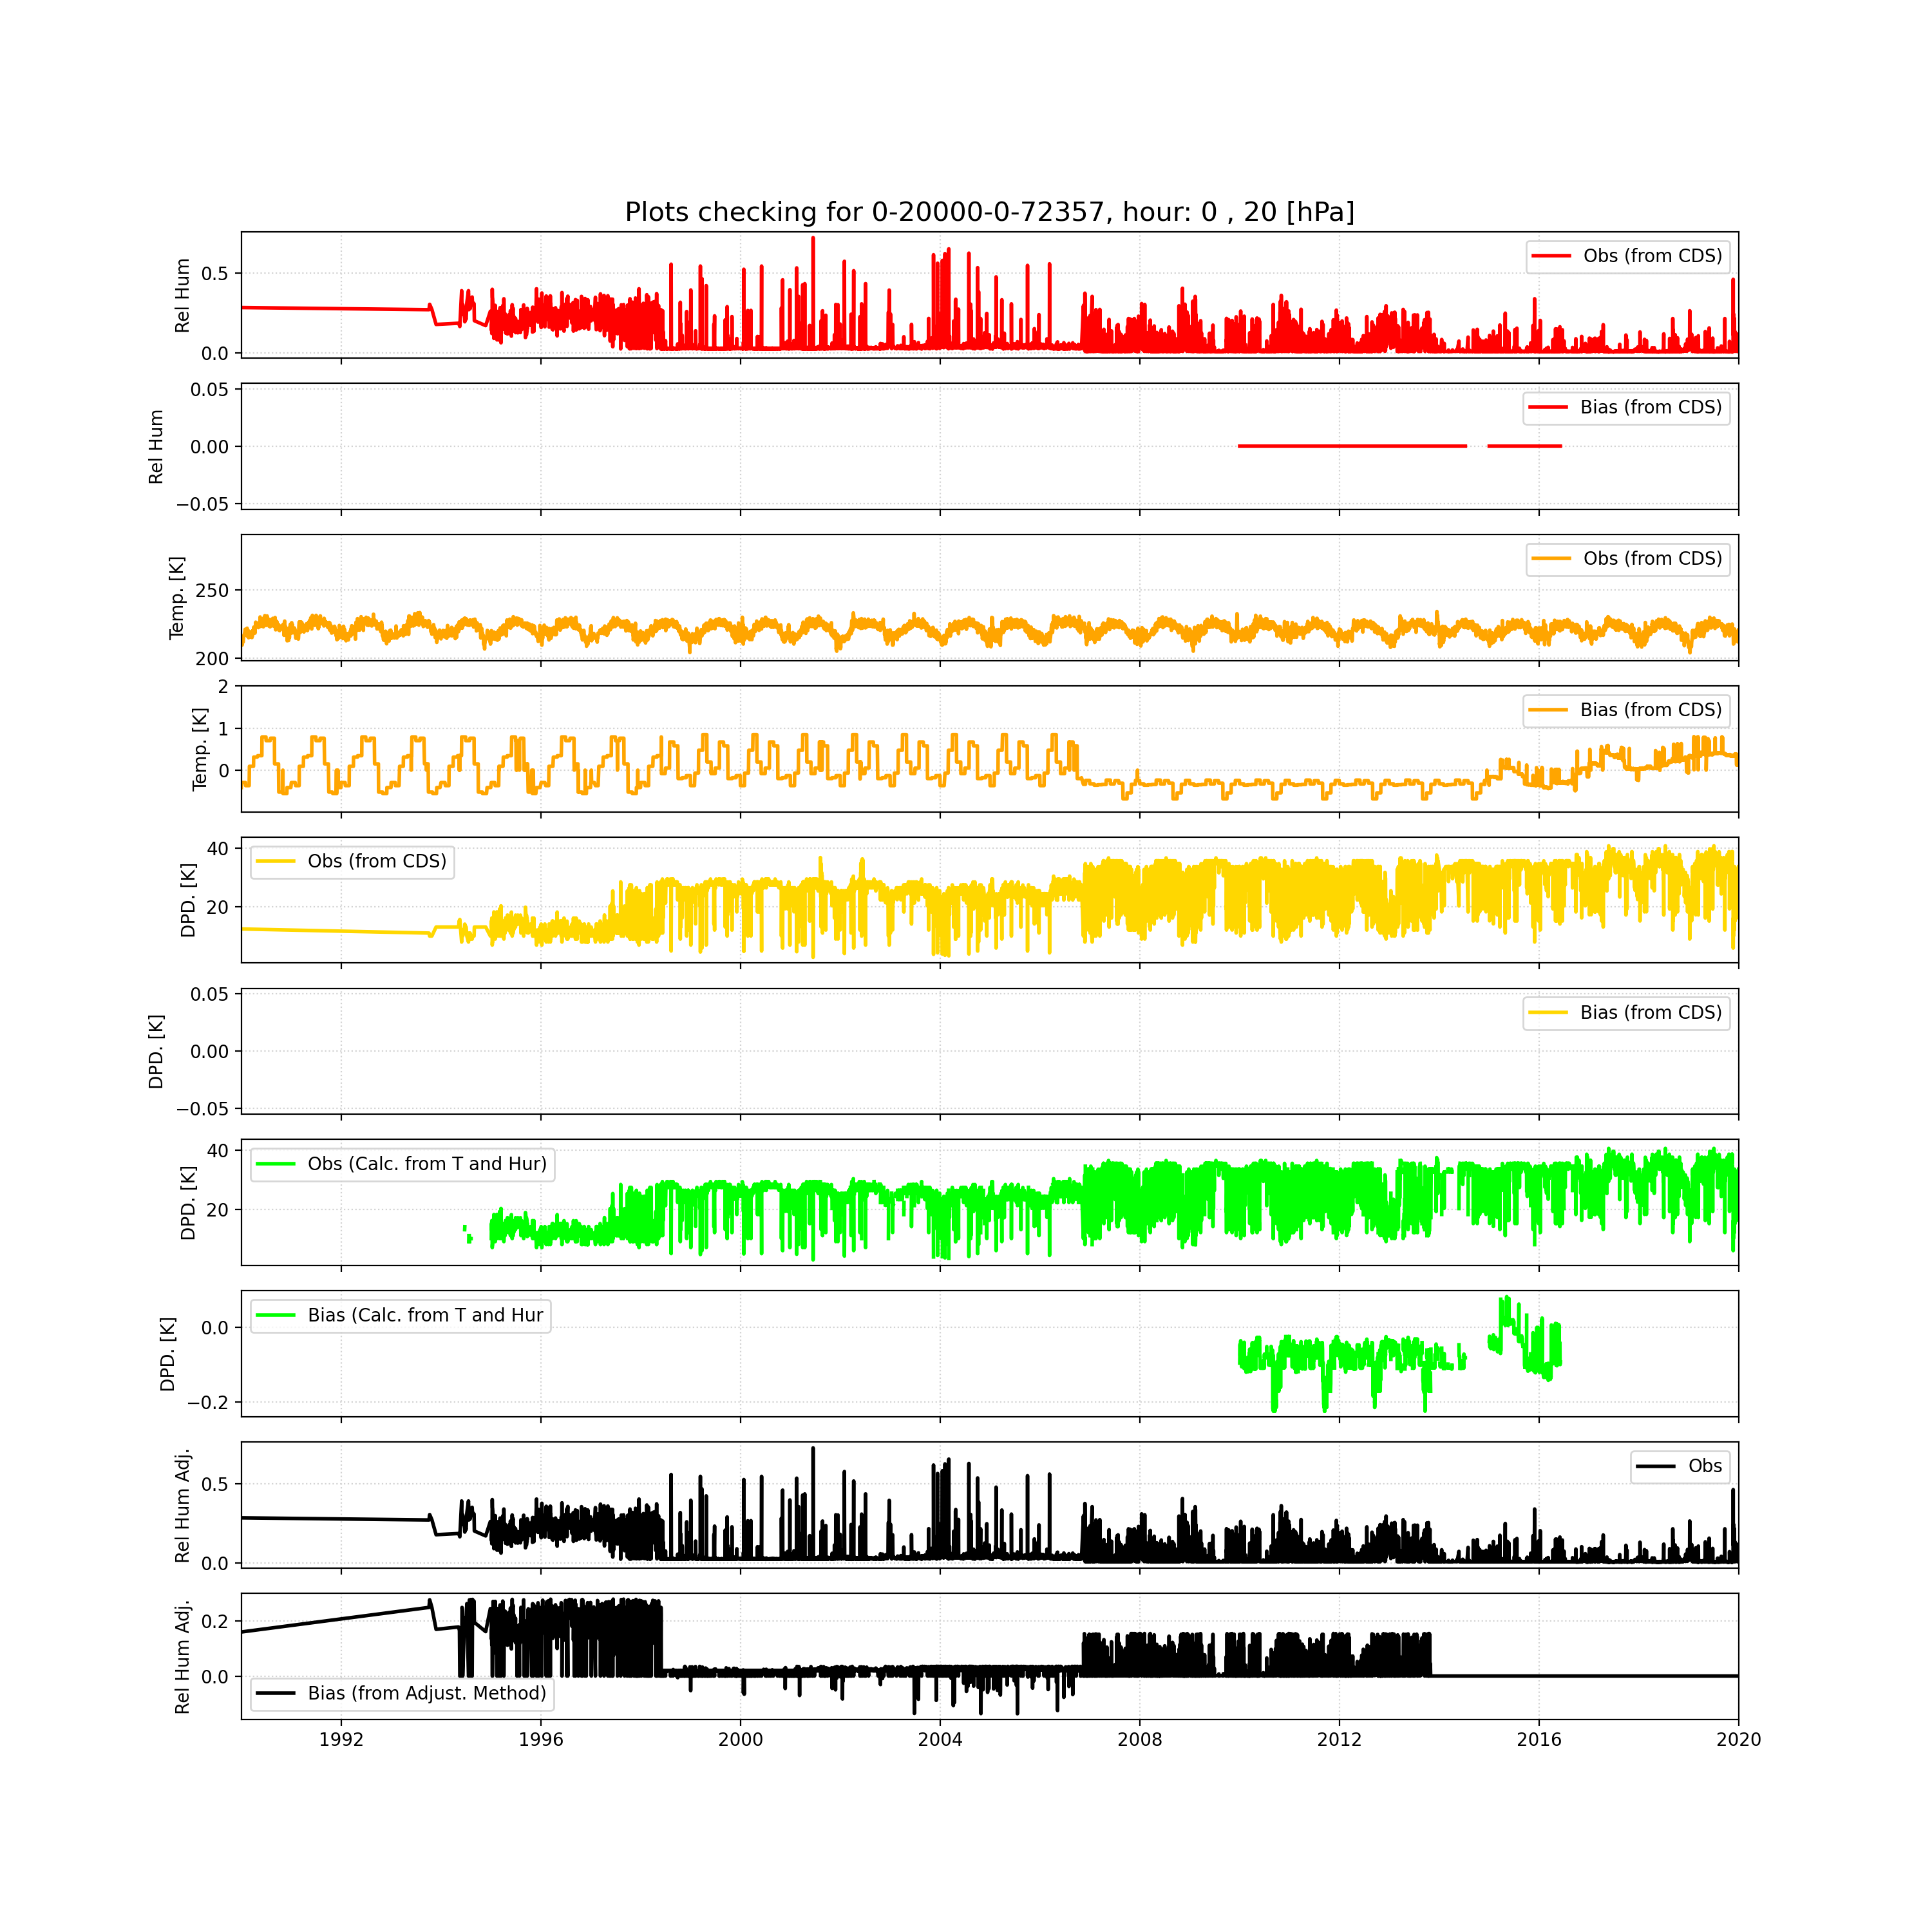 Plots checking for 0-20000-0-72357, hour: 0 , 20 [hPa]
Rel Hum
0.5
0.0
Obs (from CDS)
Rel Hum
0.05
0.00
−0.05
Bias (from CDS)
Temp. [K]
250
200
Obs (from CDS)
Temp. [K]
2
1
0
Bias (from CDS)
DPD. [K]
40
20
Obs (from CDS)
DPD. [K]
0.05
0.00
−0.05
Bias (from CDS)
DPD. [K]
40
20
Obs (Calc. from T and Hur)
DPD. [K]
0.0
−0.2
Bias (Calc. from T and Hur
Rel Hum Adj.
0.5
0.0
Obs
Rel Hum Adj.
0.2
0.0
Bias (from Adjust. Method)
1992 1996 2000 2004 2008 2012 2016 2020